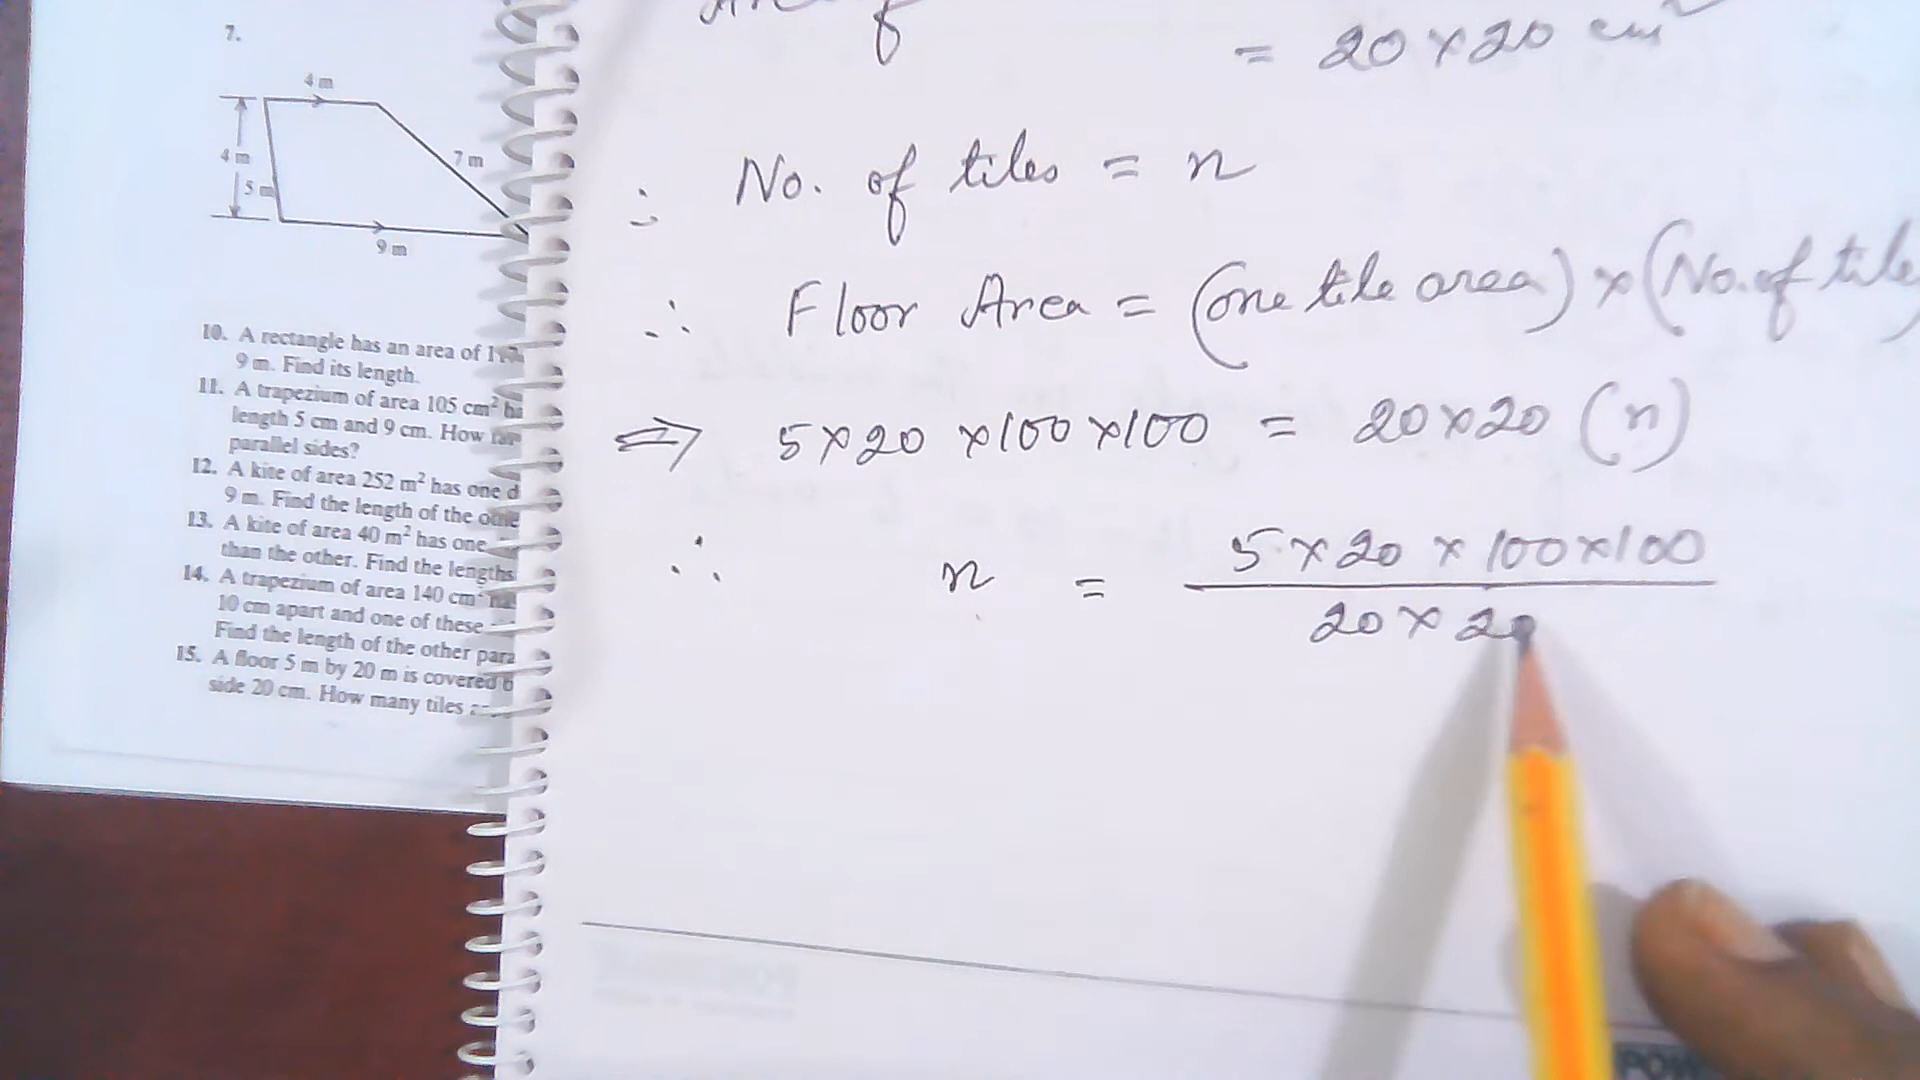 7.
4 m
4 m
7 m
5 m
9 m
10. A rectangle has an area of
9 m. Find its length.
11. A trapezium of area 105 cm²
length 5 cm and 9 cm. How
parallel sides?
12. A kite of area 252 m² has one
9 m. Find the length of the
13. A kite of area 40 m² has one
than the other. Find the lengths
14. A trapezium of area 140 cm²
10 cm apart and one of these
Find the length of the other
15. A floor 5 m by 20 m is covered
side 20 cm. How many tiles
= 20 × 20 cm²
∴ No. of tiles = n
∴ Floor Area = (one tile area) × (No. of tile
⇒ 5 × 20 × 100 × 100 = 20 × 20 (n)
∴ n = 5 × 20 × 100 × 100
20 × 20